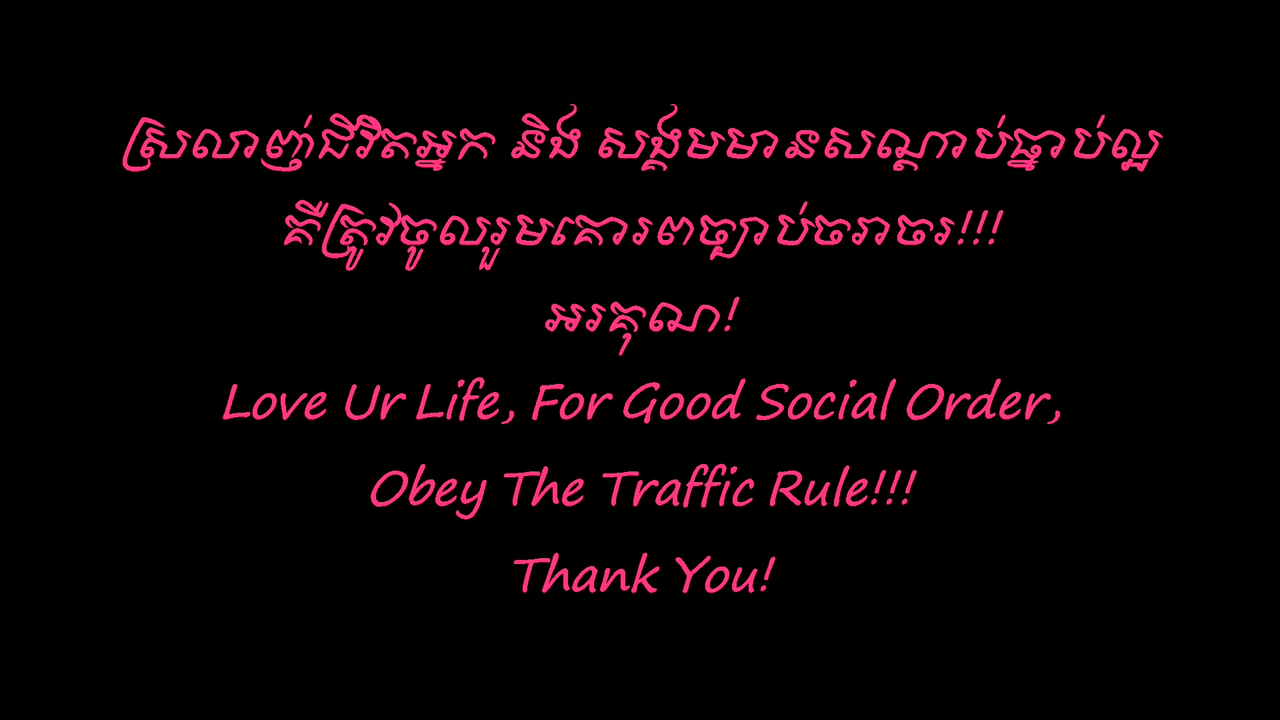 ស្រលាញ់ជីវិតអ្នក និង សង្គមមានសណ្ដាប់ធ្នាប់ល្អ
គឺត្រូវចូលរួមគោរពច្បាប់ចរាចរ!!!
អរគុណ!
Love Ur Life, For Good Social Order,
Obey The Traffic Rule!!!
Thank You!